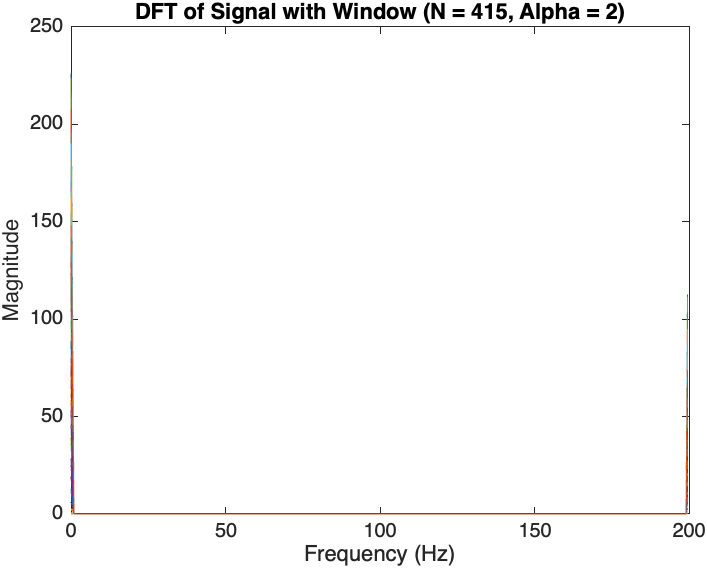 DFT of Signal with Window (N = 415, Alpha = 2)
250
200
150
100
50
0
Magnitude
0 50 100 150 200
Frequency (Hz)